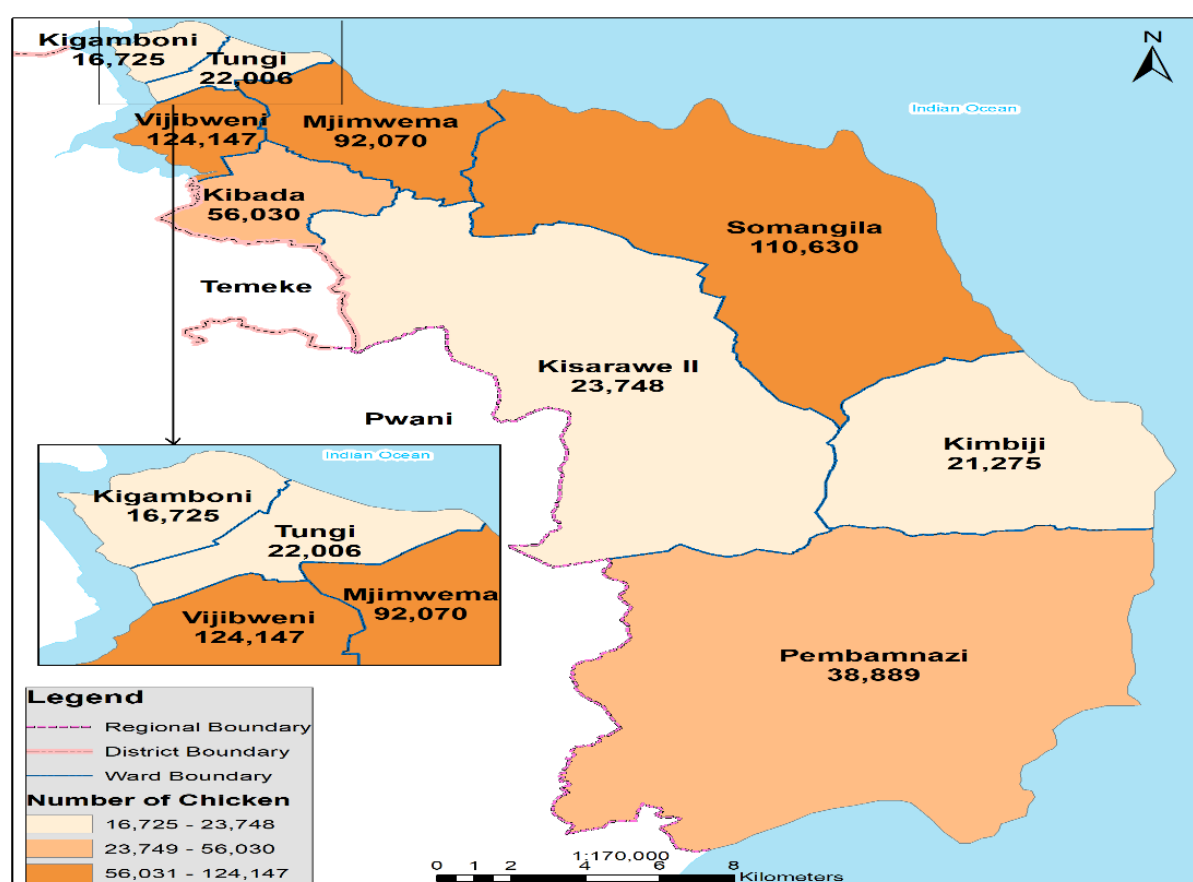 Kigamboni
16,725
Tungi
22,006
N
Indian Ocean
Vijibweni
124,147
Mjimwema
92,070
Kibada
56,030
Somangila
110,630
Temeke
Kisarawe II
23,748
Pwani
Kimbiji
21,275
Indian Ocean
Kigamboni
16,725
Tungi
22,006
Mjimwema
92,070
Vijibweni
124,147
Pembamnazi
38,889
Legend
Regional Boundary
District Boundary
Ward Boundary
Number of Chicken
16,725 - 23,748
23,749 - 56,030
56,031 - 124,147
1:170,000
0 1 2 4 6 8
Kilometers